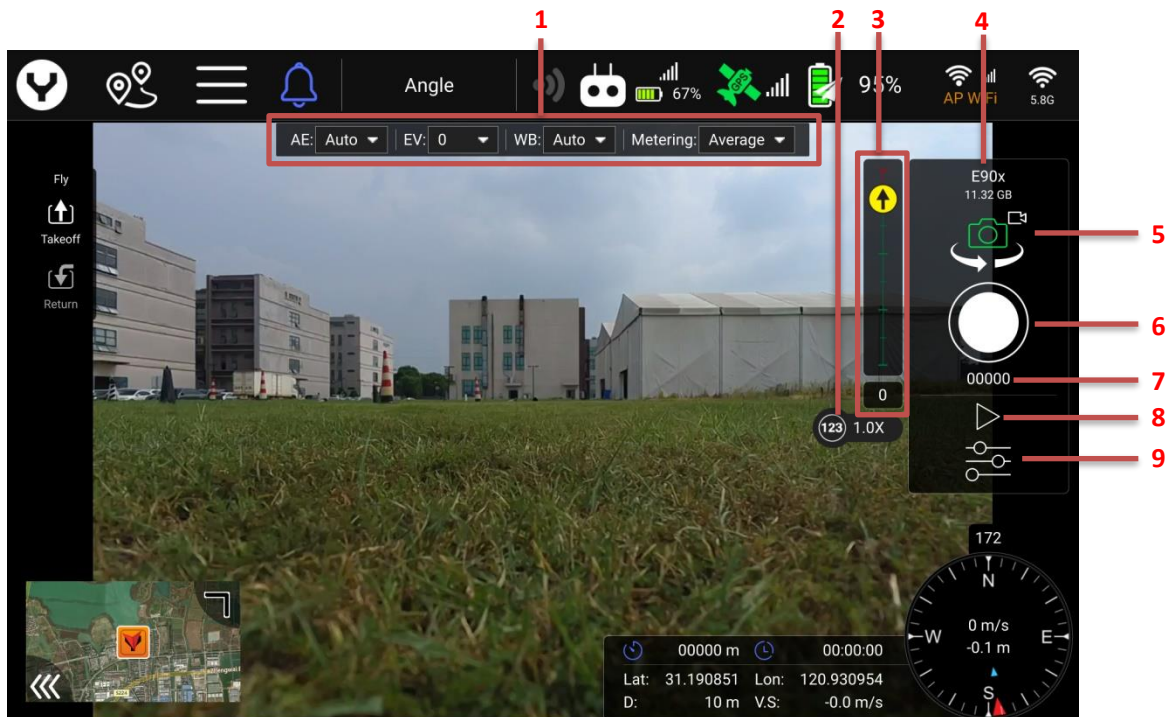 1 2 3 4
Angle 67% GPS 95% AP WiFi 5.8G
AE: Auto EV: 0 WB: Auto Metering: Average
Fly
E90x
11.32 GB
Takeoff
5
Return
6
00000 7
0
123 1.0X
8
9
172
N
0 m/s
W E
-0.1 m
S
00000 m 00:00:00
Lat: 31.190851 Lon: 120.930954
D: 10 m V.S: -0.0 m/s